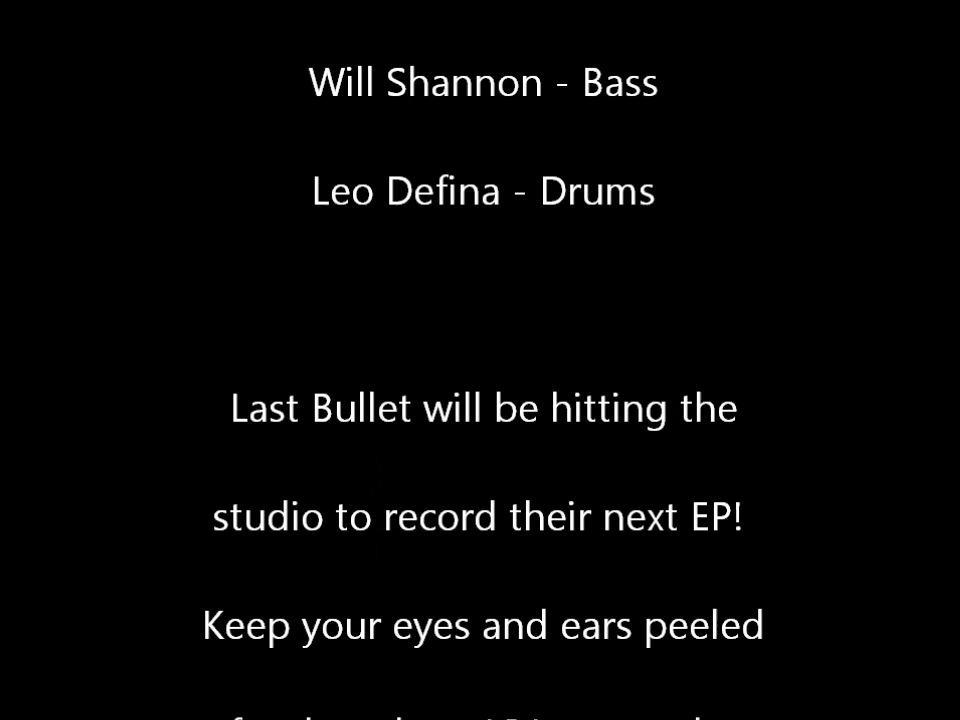 Will Shannon - Bass
Leo Defina - Drums
Last Bullet will be hitting the
studio to record their next EP!
Keep your eyes and ears peeled